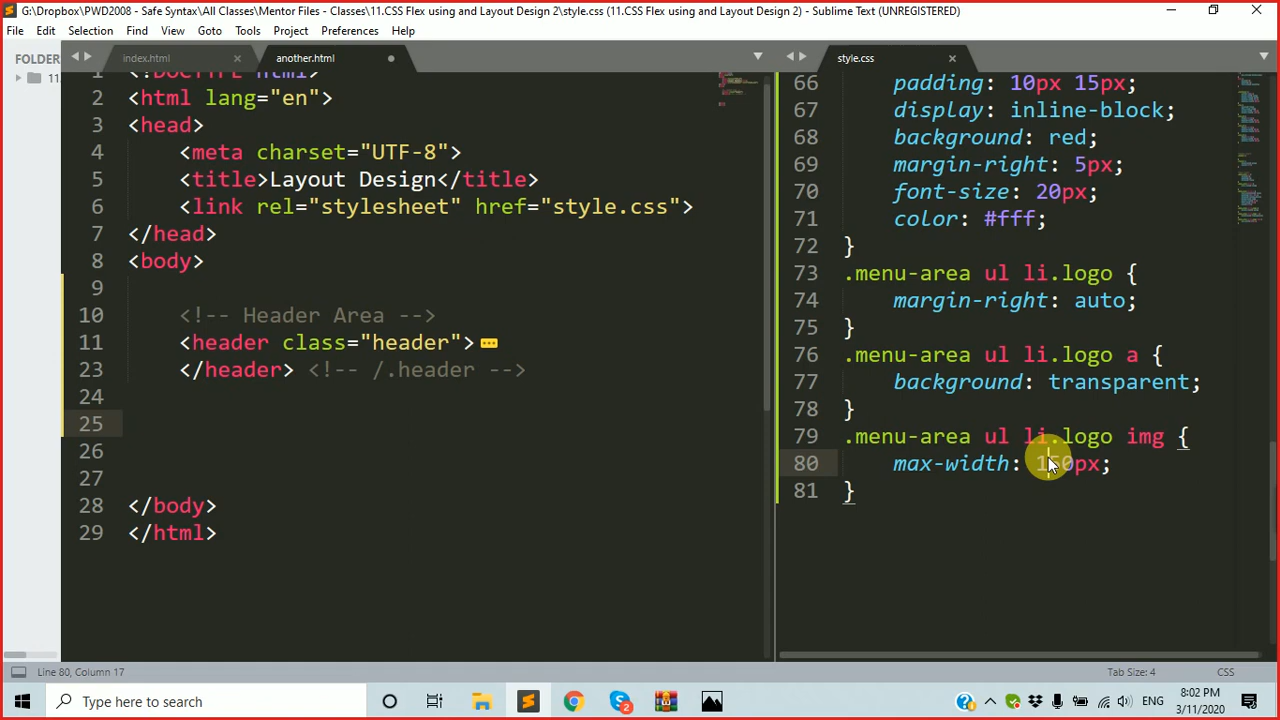 G:\Dropbox\PWD2008 - Safe Syntax\All Classes\Mentor Files - Classes\11.CSS Flex using and Layout Design 2\style.css (11.CSS Flex using and Layout Design 2) - Sublime Text (UNREGISTERED)
File Edit Selection Find View Goto Tools Project Preferences Help
FOLDER
11
index.html
another.html
1 <!DOCTYPE html>
2 <html lang="en">
3 <head>
4 <meta charset="UTF-8">
5 <title>Layout Design</title>
6 <link rel="stylesheet" href="style.css">
7 </head>
8 <body>
9
10 <!-- Header Area -->
11 <header class="header">
23 </header> <!-- /.header -->
24
25
26
27
28 </body>
29 </html>
style.css
66 padding: 10px 15px;
67 display: inline-block;
68 background: red;
69 margin-right: 5px;
70 font-size: 20px;
71 color: #fff;
72 }
73 .menu-area ul li.logo {
74 margin-right: auto;
75 }
76 .menu-area ul li.logo a {
77 background: transparent;
78 }
79 .menu-area ul li.logo img {
80 max-width: 150px;
81 }
Line 80, Column 17
Tab Size: 4
CSS
Type here to search
2
ENG
8:02 PM
3/11/2020